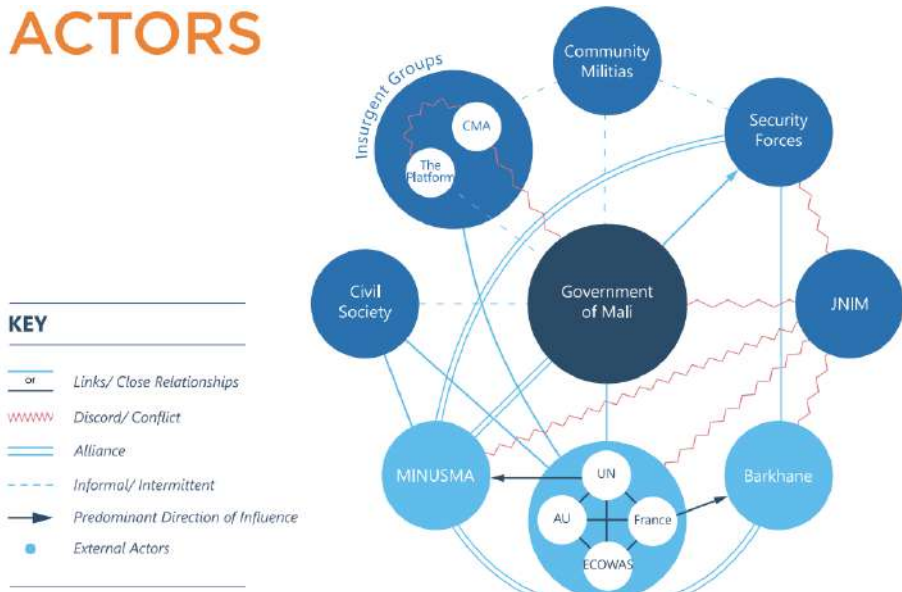 ACTORS
Insurgent Groups
CMA
The
Platform
Community
Militias
Security
Forces
Civil
Society
Government
of Mali
JNIM
MINUSMA
UN
AU
France
ECOWAS
Barkhane
KEY
or
Links/ Close Relationships
Discord/ Conflict
Alliance
Informal/ Intermittent
Predominant Direction of Influence
External Actors